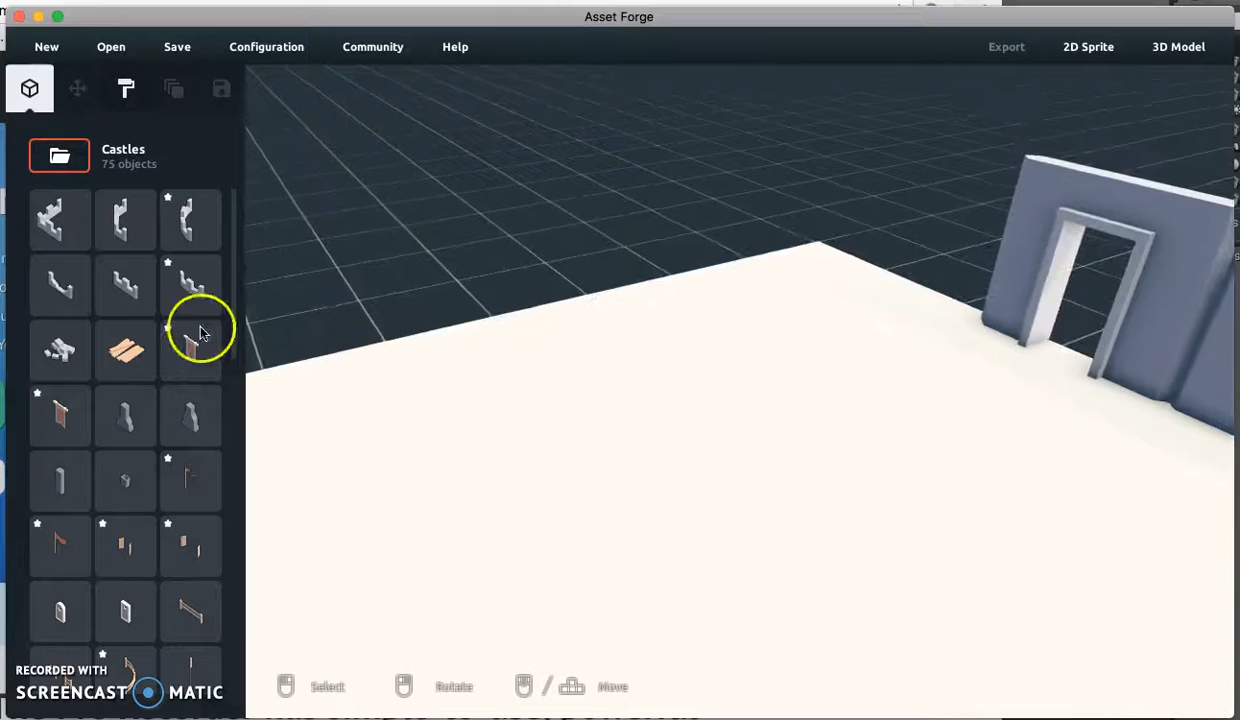 Asset Forge
New Open Save Configuration Community Help Export 2D Sprite 3D Model
Castles
75 objects
Select Rotate / Move
RECORDED WITH
SCREENCAST MATIC